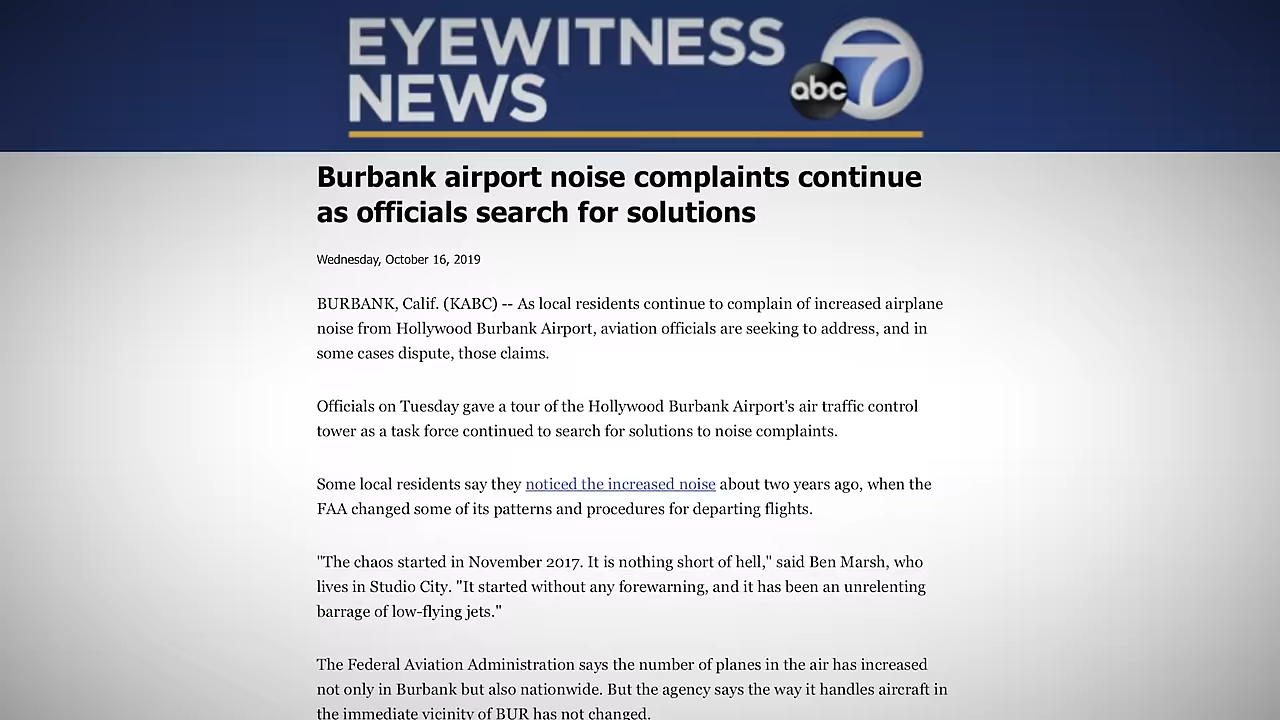 EYEWITNESS
NEWS
abc 7
Burbank airport noise complaints continue
as officials search for solutions
Wednesday, October 16, 2019
BURBANK, Calif. (KABC) -- As local residents continue to complain of increased airplane
noise from Hollywood Burbank Airport, aviation officials are seeking to address, and in
some cases dispute, those claims.
Officials on Tuesday gave a tour of the Hollywood Burbank Airport's air traffic control
tower as a task force continued to search for solutions to noise complaints.
Some local residents say they noticed the increased noise about two years ago, when the
FAA changed some of its patterns and procedures for departing flights.
"The chaos started in November 2017. It is nothing short of hell," said Ben Marsh, who
lives in Studio City. "It started without any forewarning, and it has been an unrelenting
barrage of low-flying jets."
The Federal Aviation Administration says the number of planes in the air has increased
not only in Burbank but also nationwide. But the agency says the way it handles aircraft in
the immediate vicinity of BUR has not changed.